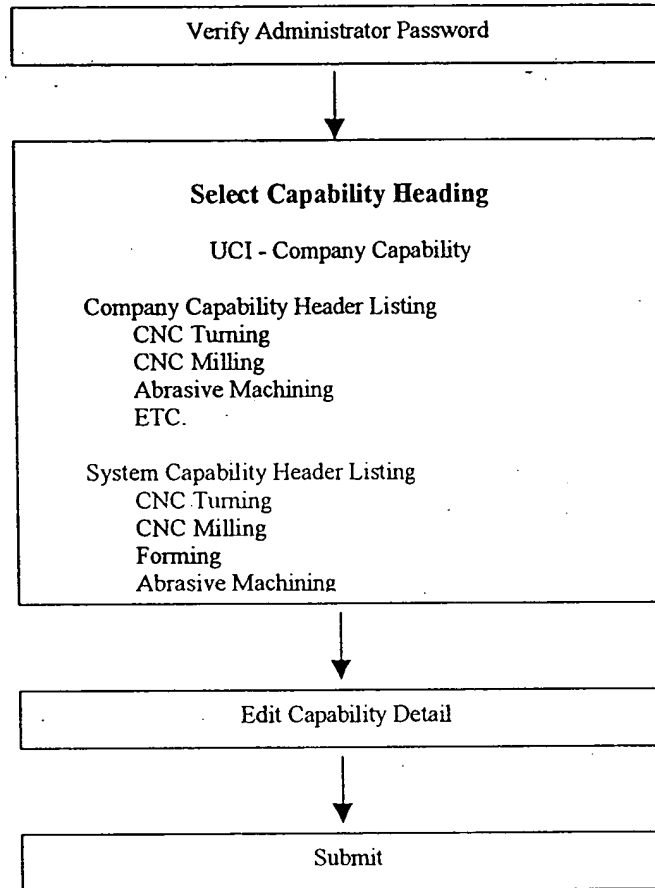 Verify Administrator Password
Select Capability Heading
UCI - Company Capability
Company Capability Header Listing
CNC Turning
CNC Milling
Abrasive Machining
ETC.
System Capability Header Listing
CNC Turning
CNC Milling
Forming
Abrasive Machining
Edit Capability Detail
Submit